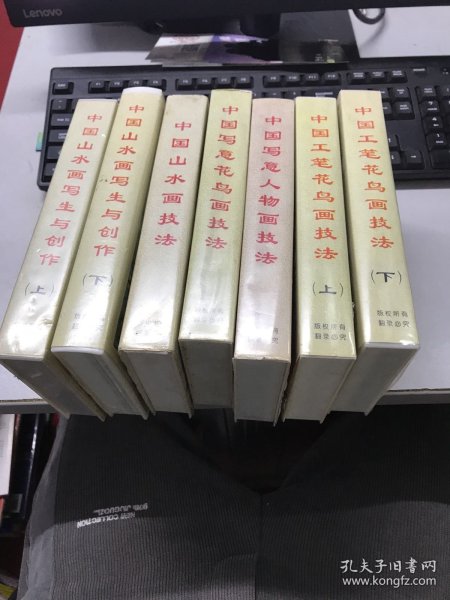 Lenovo
中国山水画写生与创作
(上)
中国山水画写生与创作
(下)
中国山水画技法
中国写意花鸟画技法
中国写意人物画技法
中国工笔花鸟画技法
(上)
版权所有
翻录必究
中国工笔花鸟画技法
(下)
版权所有
翻录必究
NEW COLLECTION
孔夫子旧书网
www.kongfz.com